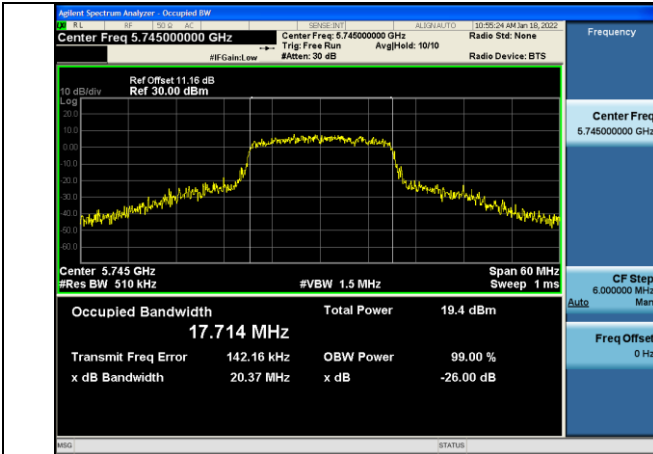 Agilent Spectrum Analyzer - Occupied BW
RL RF 50 Ω AC SENSE:INT ALIGNAUTO 10:55:24 AM Jan 18, 2022
Center Freq 5.745000000 GHz
Center Freq: 5.745000000 GHz
Radio Std: None
Trig: Free Run Avg|Hold: 10/10
#IFGain:Low
#Atten: 30 dB
Radio Device: BTS
Ref Offset 11.16 dB
10 dB/div Ref 30.00 dBm
Log
20.0
10.0
0.00
-10.0
-20.0
-30.0
-40.0
-50.0
-60.0
Center 5.745 GHz
Span 60 MHz
#Res BW 510 kHz
#VBW 1.5 MHz
Sweep 1 ms
Occupied Bandwidth
Total Power 19.4 dBm
17.714 MHz
Transmit Freq Error 142.16 kHz
OBW Power 99.00 %
x dB Bandwidth 20.37 MHz
x dB -26.00 dB
MSG
STATUS
Frequency
Center Freq
5.745000000 GHz
CF Step
6.000000 MHz
Auto Man
Freq Offset
0 Hz